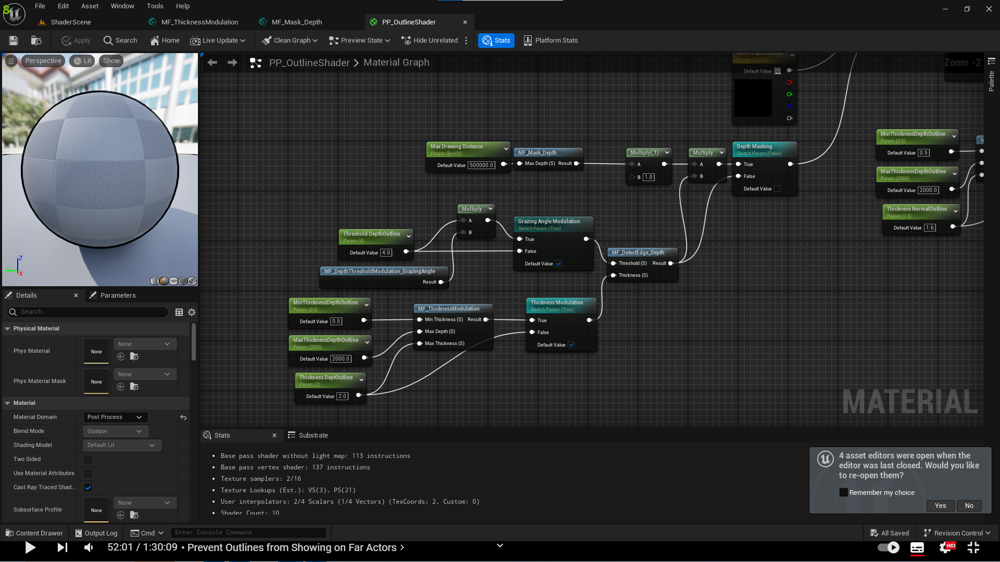 File Edit Asset Window Tools Help
ShaderScene MF_ThicknessModulation MF_Mask_Depth PP_OutlineShader
Apply Search Home Live Update Clean Graph Preview State Hide Unrelated Stats Platform Stats
Perspective Lit Show
PP_OutlineShader > Material Graph
Zoom -2
Palette
Param (0,0,0,0)
Default Value
Max Drawing Distance
Param (5e+05)
Default Value 500000.0
MF_Mask_Depth
Max Depth (S) Result
Multiply(,1)
A
B 1.0
Multiply
A
B
Depth Masking
Switch Param (False)
True
False
Default Value
MinThicknessDepthOutline
Param (0.5)
Default Value 0.5
MaxThicknessDepthOutline
Param (2000)
Default Value 2000.0
Thickness NormalOutline
Param (1.6)
Default Value 1.6
Multiply
A
B
Threshold DepthOutline
Param (4)
Default Value 4.0
Grazing Angle Modulation
Switch Param (True)
True
False
Default Value
MF_DetectEdge_Depth
Threshold (S) Result
Thickness (S)
MF_DepthThresholdModulation_GrazingAngle
Result
MinThicknessDepthOutline
Param (0.5)
Default Value 0.5
MF_ThicknessModulation
Min Thickness (S) Result
Max Depth (S)
Max Thickness (S)
Thickness Modulation
Switch Param (True)
True
False
Default Value
MaxThicknessDepthOutline
Param (2000)
Default Value 2000.0
Thickness DeptOutline
Param (2)
Default Value 2.0
MATERIAL
Z
X
Details Parameters
Search
Physical Material
Phys Material None None
Phys Material Mask None None
Material
Material Domain Post Process
Blend Mode Opaque
Shading Model Default Lit
Two Sided
Use Material Attributes
Cast Ray Traced Shad...
Subsurface Profile None None
Stats Substrate
• Base pass shader without light map: 113 instructions
• Base pass vertex shader: 137 instructions
• Texture samplers: 2/16
• Texture Lookups (Est.): VS(3), PS(21)
• User interpolators: 2/4 Scalars (1/4 Vectors) (TexCoords: 2, Custom: 0)
• Shader Count: 10
4 asset editors were open when the
editor was last closed. Would you like
to re-open them?
Remember my choice
Yes No
Content Drawer Output Log Cmd Enter Console Command All Saved Revision Control
52:01 / 1:30:09 • Prevent Outlines from Showing on Far Actors >
HD